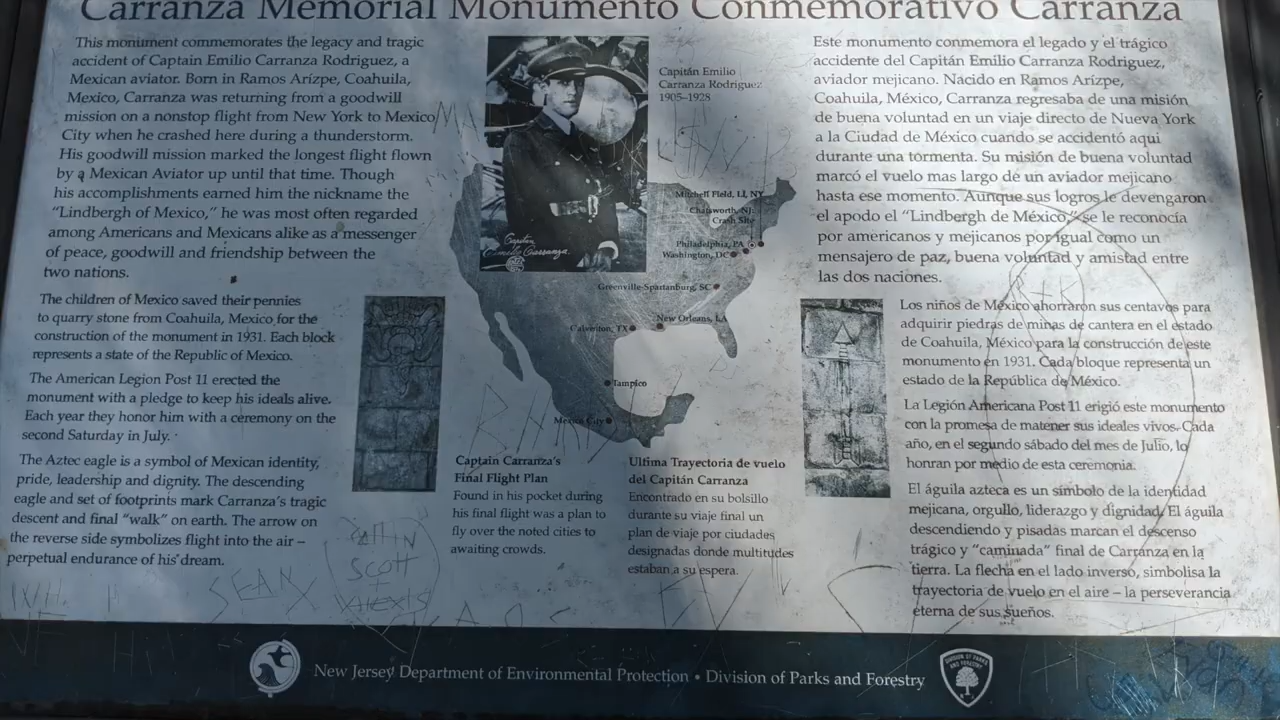 Carranza Memorial Monumento Conmemorativo Carranza
This monument commemorates the legacy and tragic
accident of Captain Emilio Carranza Rodriguez, a
Mexican aviator. Born in Ramos Arízpe, Coahuila,
Mexico, Carranza was returning from a goodwill
mission on a nonstop flight from New York to Mexico
City when he crashed here during a thunderstorm.
His goodwill mission marked the longest flight flown
by a Mexican Aviator up until that time. Though
his accomplishments earned him the nickname the
“Lindbergh of Mexico,” he was most often regarded
among Americans and Mexicans alike as a messenger
of peace, goodwill and friendship between the
two nations.
The children of Mexico saved their pennies
to quarry stone from Coahuila, Mexico for the
construction of the monument in 1931. Each block
represents a state of the Republic of Mexico.
The American Legion Post 11 erected the
monument with a pledge to keep his ideals alive.
Each year they honor him with a ceremony on the
second Saturday in July.
The Aztec eagle is a symbol of Mexican identity,
pride, leadership and dignity. The descending
eagle and set of footprints mark Carranza's tragic
descent and final “walk” on earth. The arrow on
the reverse side symbolizes flight into the air –
perpetual endurance of his dream.
Capitán Emilio
Carranza Rodriguez
1905–1928
Capitan
Emilio Carranza
Mitchell Field, LI, NY
Chatsworth, NJ
Crash Site
Philadelphia, PA
Washington, DC
Greenville-Spartanburg, SC
New Orleans, LA
Galveston, TX
Tampico
Mexico City
Captain Carranza's
Final Flight Plan
Found in his pocket during
his final flight was a plan to
fly over the noted cities to
awaiting crowds.
Ultima Trayectoria de vuelo
del Capitán Carranza
Encontrado en su bolsillo
durante su viaje final un
plan de viaje por ciudades
designadas donde multitudes
estaban a su espera.
Este monumento conmemora el legado y el trágico
accidente del Capitán Emilio Carranza Rodriguez,
aviador mejicano. Nacido en Ramos Arízpe,
Coahuila, México, Carranza regresaba de una misión
de buena voluntad en un viaje directo de Nueva York
a la Ciudad de México cuando se accidentó aqui
durante una tormenta. Su misión de buena voluntad
marcó el vuelo mas largo de un aviador mejicano
hasta ese momento. Aunque sus logros le devengaron
el apodo el “Lindbergh de México,” se le reconocía
por americanos y mejicanos por igual como un
mensajero de paz, buena voluntad y amistad entre
las dos naciones.
Los niños de México ahorraron sus centavos para
adquirir piedras de minas de cantera en el estado
de Coahuila, México para la construcción de este
monumento en 1931. Cada bloque representa un
estado de la República de México.
La Legión Americana Post 11 erigió este monumento
con la promesa de matener sus ideales vivos. Cada
año, en el segundo sábado del mes de Julio, lo
honran por medio de esta ceremonia.
El águila azteca es un símbolo de la identidad
mejicana, orgullo, liderazgo y dignidad. El águila
descendiendo y pisadas marcan el descenso
trágico y “caminada” final de Carranza en la
tierra. La flecha en el lado inverso, simbolisa la
trayectoria de vuelo en el aire – la perseverancia
eterna de sus sueños.
SEAN
SCOTT
+
New Jersey Department of Environmental Protection • Division of Parks and Forestry
DIVISION OF PARKS
AND FORESTRY